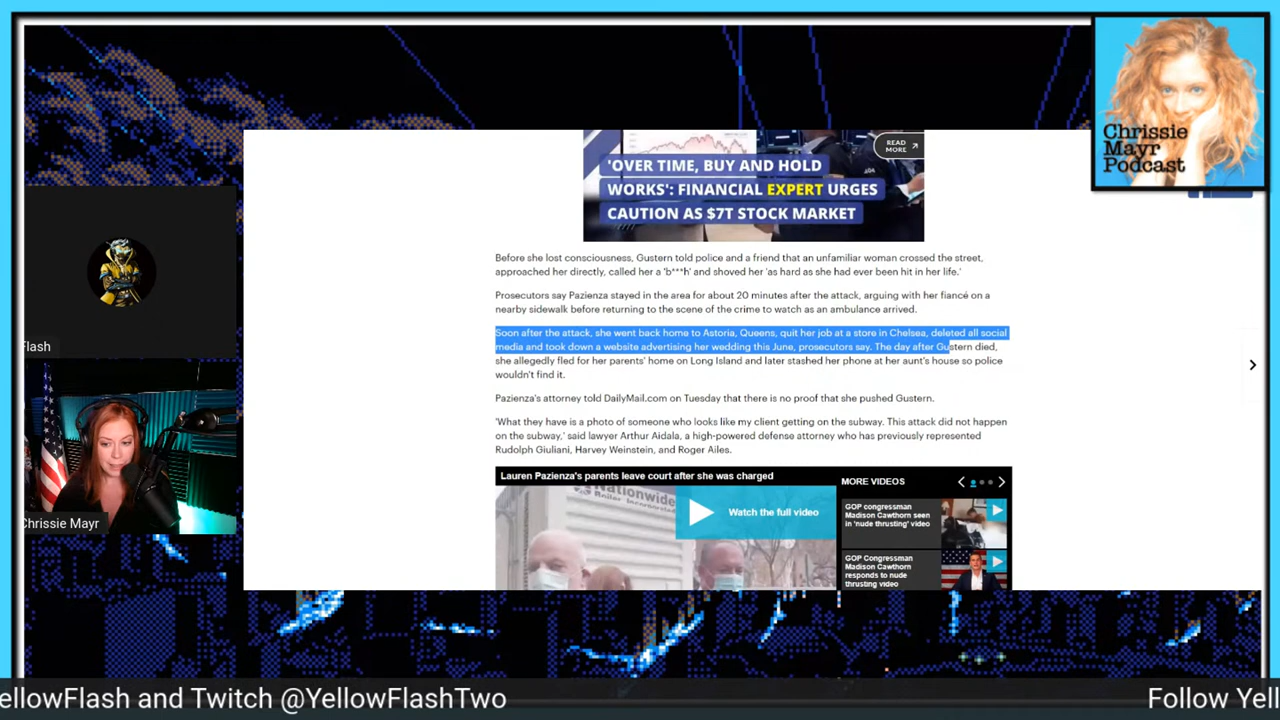 Chrissie
Mayr
Podcast
READ
MORE
'OVER TIME, BUY AND HOLD
WORKS': FINANCIAL EXPERT URGES
CAUTION AS $7T STOCK MARKET
Before she lost consciousness, Gustern told police and a friend that an unfamiliar woman crossed the street,
approached her directly, called her a 'b***h' and shoved her 'as hard as she had ever been hit in her life.'
Prosecutors say Pazienza stayed in the area for about 20 minutes after the attack, arguing with her fiancé on a
nearby sidewalk before returning to the scene of the crime to watch as an ambulance arrived.
Soon after the attack, she went back home to Astoria, Queens, quit her job at a store in Chelsea, deleted all social
media and took down a website advertising her wedding this June, prosecutors say. The day after Gustern died,
she allegedly fled for her parents' home on Long Island and later stashed her phone at her aunt's house so police
wouldn't find it.
Pazienza's attorney told DailyMail.com on Tuesday that there is no proof that she pushed Gustern.
'What they have is a photo of someone who looks like my client getting on the subway. This attack did not happen
on the subway,' said lawyer Arthur Aidala, a high-powered defense attorney who has previously represented
Rudolph Giuliani, Harvey Weinstein, and Roger Ailes.
Lauren Pazienza's parents leave court after she was charged
Nationwide
Watch the full video
MORE VIDEOS
GOP congressman
Madison Cawthorn seen
in 'nude thrusting' video
GOP Congressman
Madison Cawthorn
responds to nude
thrusting video
Flash
Chrissie Mayr
ellowFlash and Twitch @YellowFlashTwo
Follow Yell